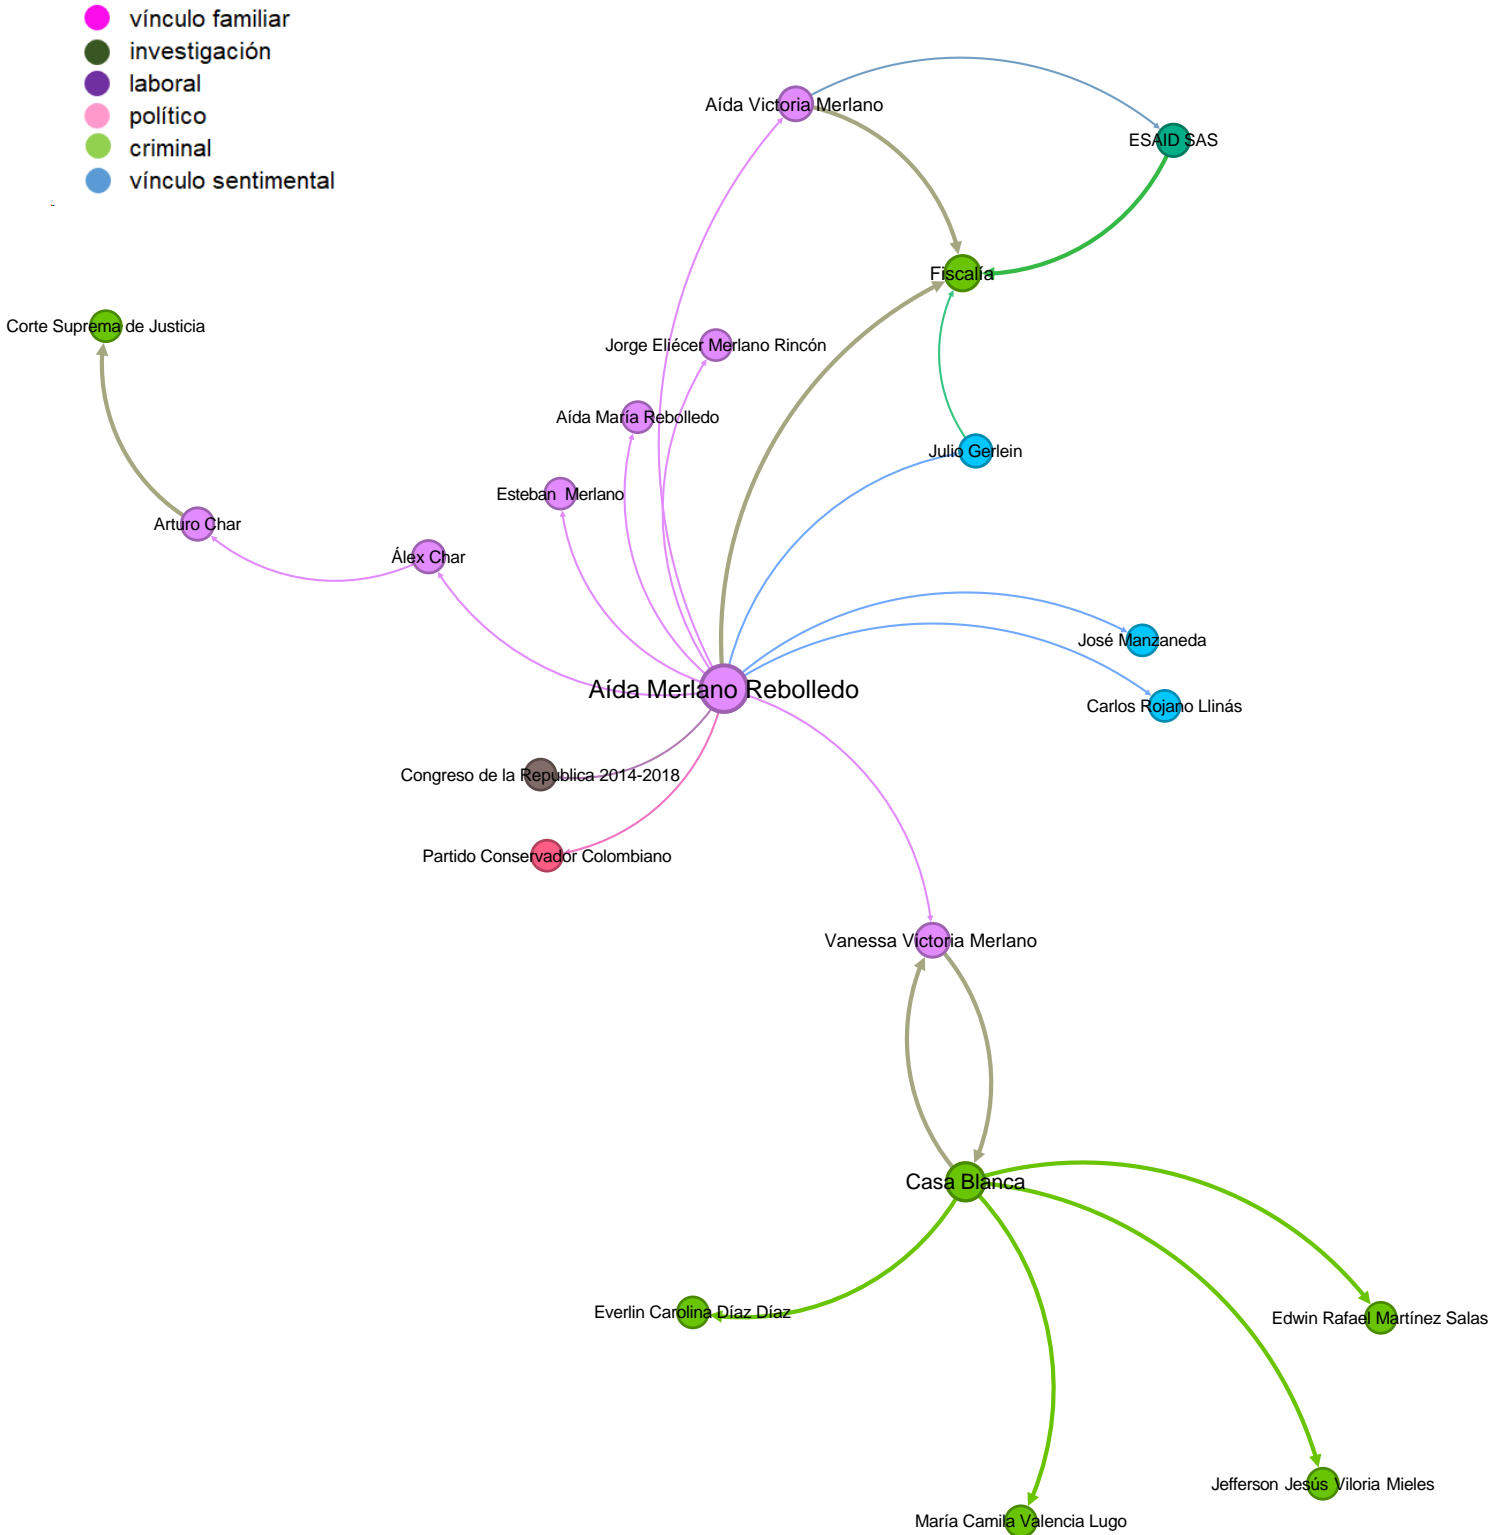 vínculo familiar
investigación
laboral
político
criminal
vínculo sentimental
Aída Victoria Merlano
ESAID SAS
Fiscalía
Corte Suprema de Justicia
Jorge Eliécer Merlano Rincón
Aída María Rebolledo
Julio Gerlein
Esteban Merlano
Arturo Char
Álex Char
José Manzaneda
Aída Merlano Rebolledo
Carlos Rojano Llinás
Congreso de la Republica 2014-2018
Partido Conservador Colombiano
Vanessa Victoria Merlano
Casa Blanca
Everlin Carolina Díaz Díaz
Edwin Rafael Martínez Salas
Jefferson Jesús Viloria Mieles
María Camila Valencia Lugo